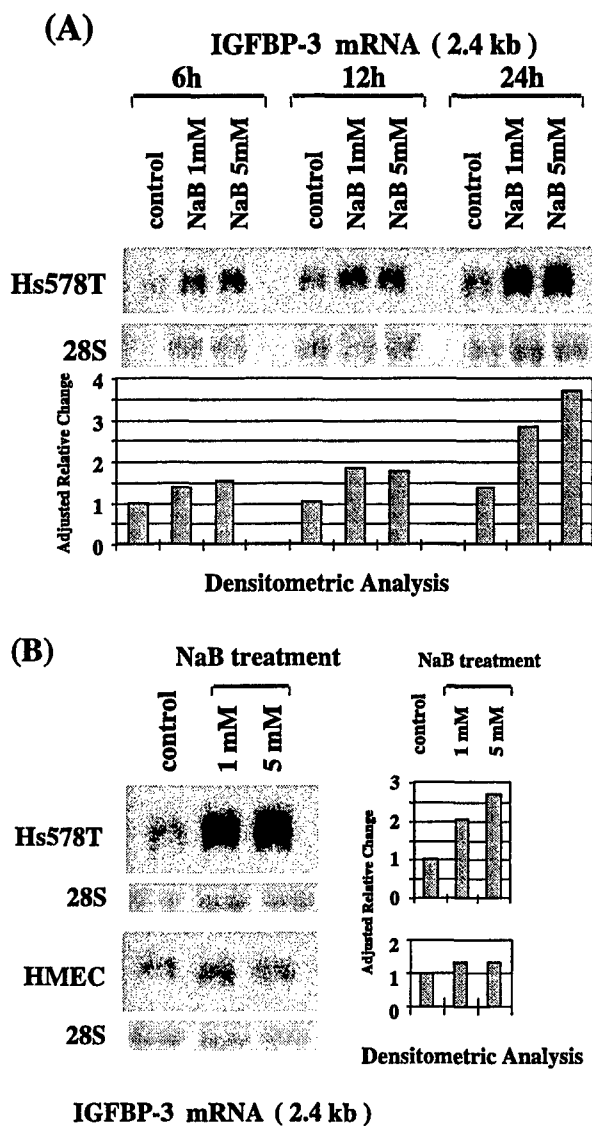 (A)
IGFBP-3 mRNA ( 2.4 kb )
6h 12h 24h
control NaB 1mM NaB 5mM control NaB 1mM NaB 5mM control NaB 1mM NaB 5mM
Hs578T
28S
Adjusted Relative Change
4
3
2
1
0
Densitometric Analysis
(B)
NaB treatment
control 1 mM 5 mM
Hs578T
28S
HMEC
28S
NaB treatment
control 1 mM 5 mM
Adjusted Relative Change
3
2
1
0
2
1
0
Densitometric Analysis
IGFBP-3 mRNA ( 2.4 kb )